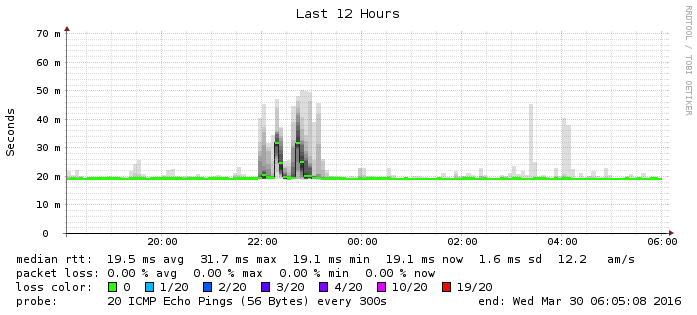 Last 12 Hours
RRDTOOL / TOBI OETIKER
Seconds
70 m
60 m
50 m
40 m
30 m
20 m
10 m
0
20:00 22:00 00:00 02:00 04:00 06:00
median rtt: 19.5 ms avg 31.7 ms max 19.1 ms min 19.1 ms now 1.6 ms sd 12.2 am/s
packet loss: 0.00 % avg 0.00 % max 0.00 % min 0.00 % now
loss color: 0 1/20 2/20 3/20 4/20 10/20 19/20
probe: 20 ICMP Echo Pings (56 Bytes) every 300s end: Wed Mar 30 06:05:08 2016